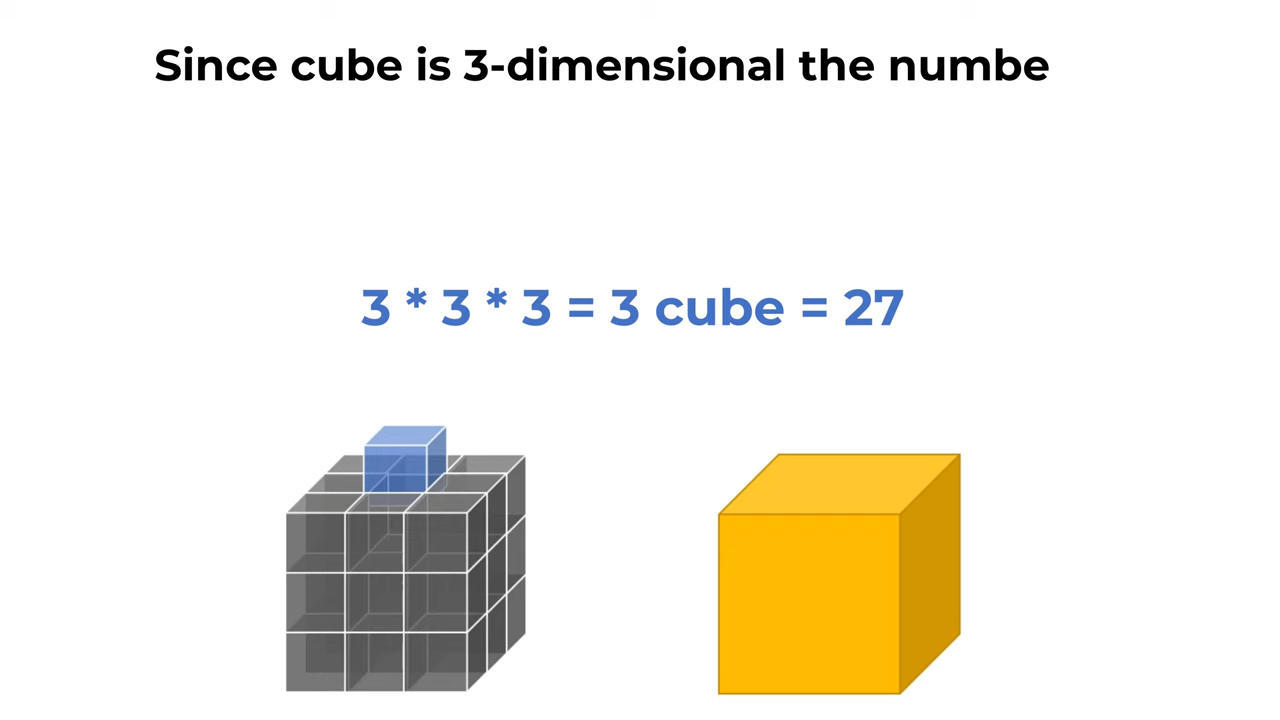 Since cube is 3-dimensional the numbe
3 * 3 * 3 = 3 cube = 27